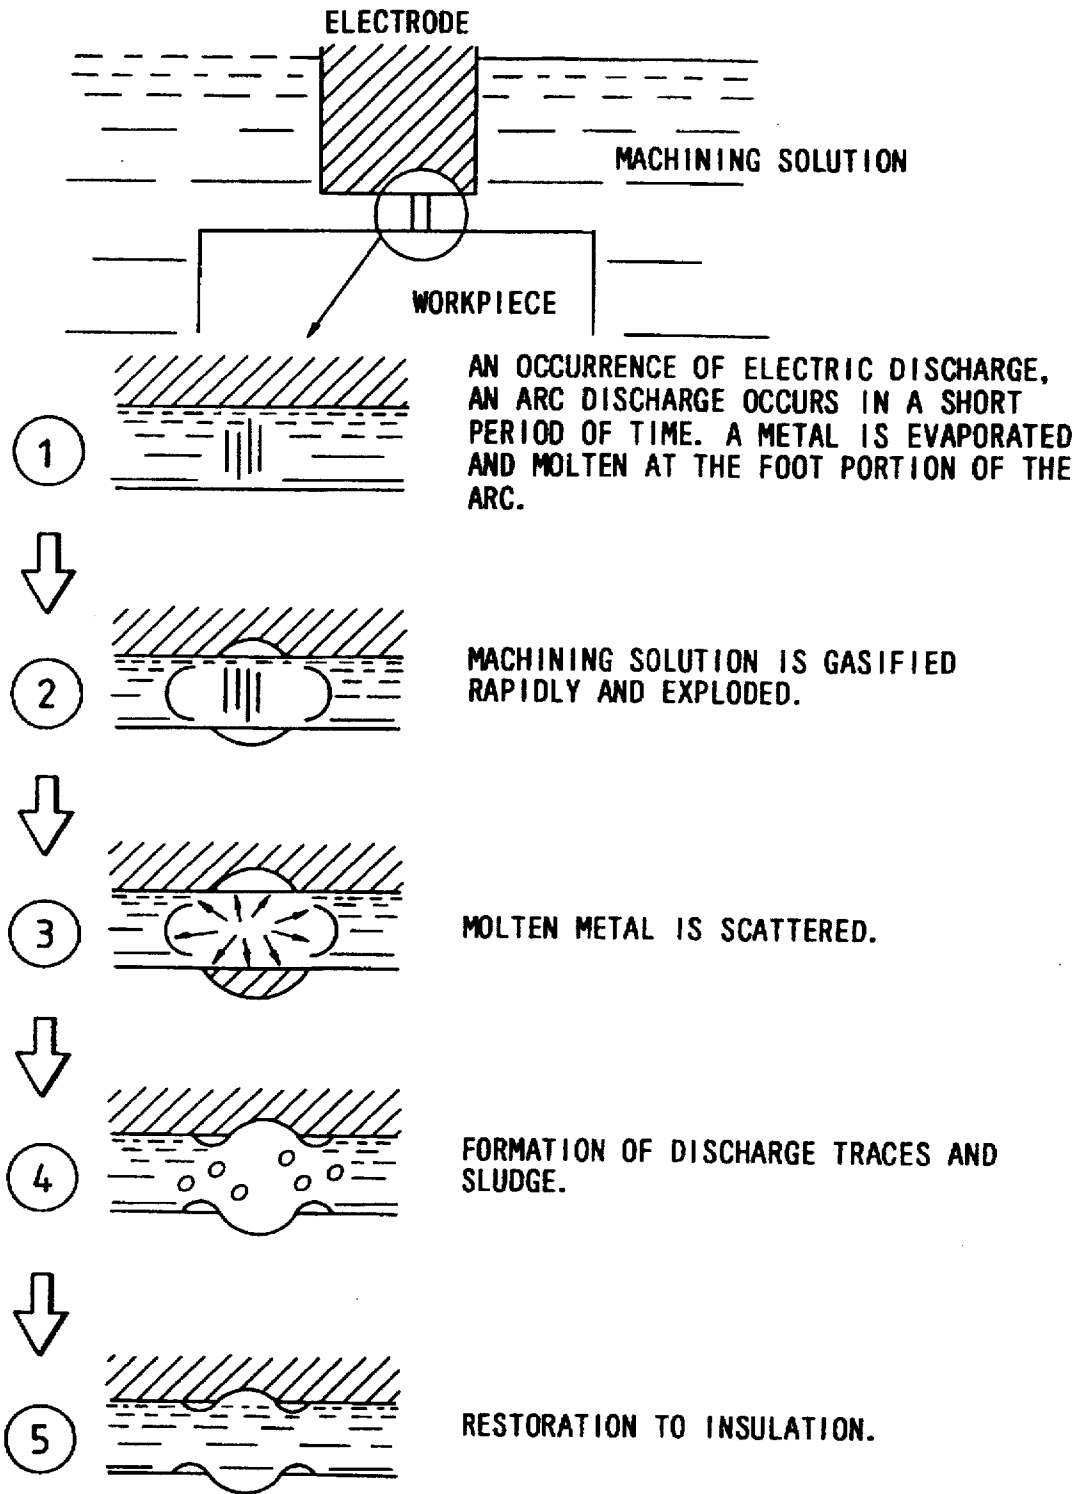 ELECTRODE
MACHINING SOLUTION
WORKPIECE
1
AN OCCURRENCE OF ELECTRIC DISCHARGE,
AN ARC DISCHARGE OCCURS IN A SHORT
PERIOD OF TIME. A METAL IS EVAPORATED
AND MOLTEN AT THE FOOT PORTION OF THE
ARC.
2
MACHINING SOLUTION IS GASIFIED
RAPIDLY AND EXPLODED.
3
MOLTEN METAL IS SCATTERED.
4
FORMATION OF DISCHARGE TRACES AND
SLUDGE.
5
RESTORATION TO INSULATION.